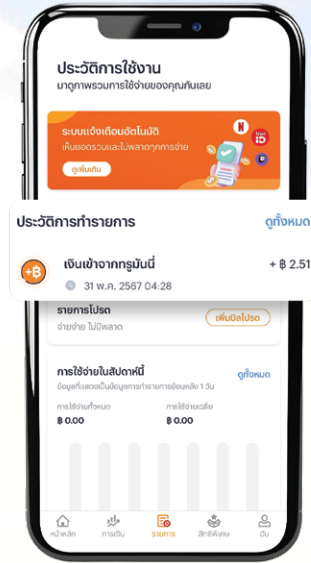 ประวัติการใช้งาน
มาดูภาพรวมการใช้จ่ายของคุณกันเลย
ระบบแจ้งเตือนอัตโนมัติ
เห็นยอดรวมและไม่พลาดทุกการจ่าย
ดูเพิ่มเติม
N
true
iD
ประวัติการทำรายการ
ดูทั้งหมด
+฿
เงินเข้าจากทรูมันนี่
+ ฿ 2.51
31 พ.ค. 2567 04:28
รายการโปรด
จ่ายง่าย ไม่มีพลาด
เพิ่มบิลโปรด
การใช้จ่ายในสัปดาห์นี้
ดูทั้งหมด
ข้อมูลที่แสดงเป็นข้อมูลการทำรายการย้อนหลัง 1 วัน
การใช้จ่ายทั้งหมด
การใช้จ่ายเฉลี่ย
฿ 0.00
฿ 0.00
หน้าหลัก
การเงิน
รายการ
สิทธิพิเศษ
ฉัน